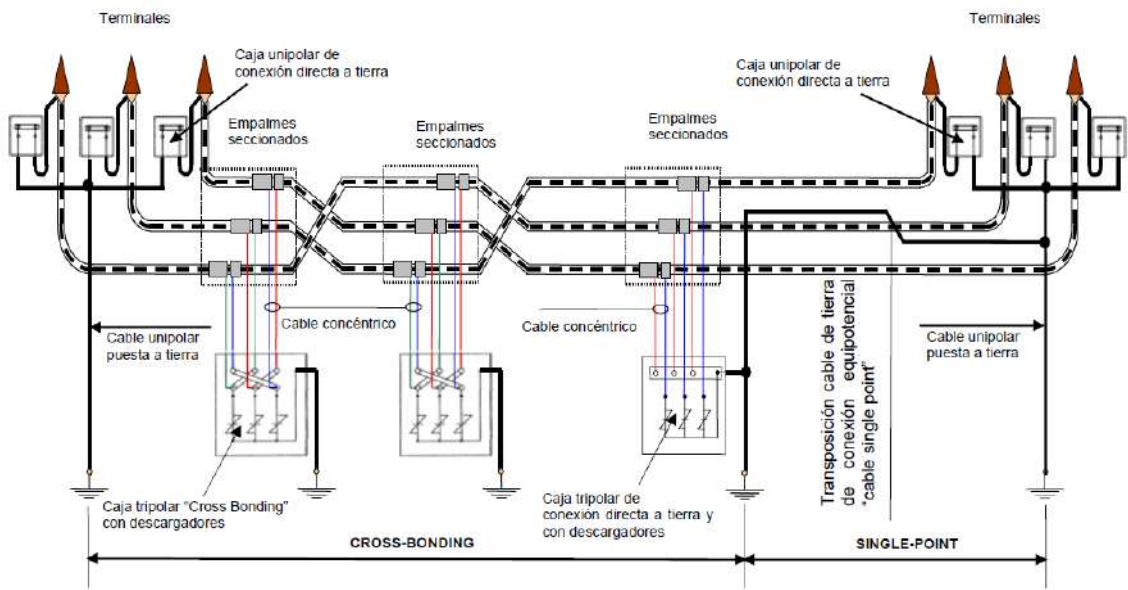 Terminales
Terminales
Caja unipolar de
conexión directa a tierra
Caja unipolar de
conexión directa a tierra
Empalmes
seccionados
Empalmes
seccionados
Empalmes
seccionados
Cable concéntrico
Cable concéntrico
Cable unipolar
puesta a tierra
Cable unipolar
puesta a tierra
Transposición cable de tierra
de conexión equipotencial
"cable single point"
Caja tripolar "Cross Bonding"
con descargadores
Caja tripolar de
conexión directa a tierra y
con descargadores
CROSS-BONDING
SINGLE-POINT